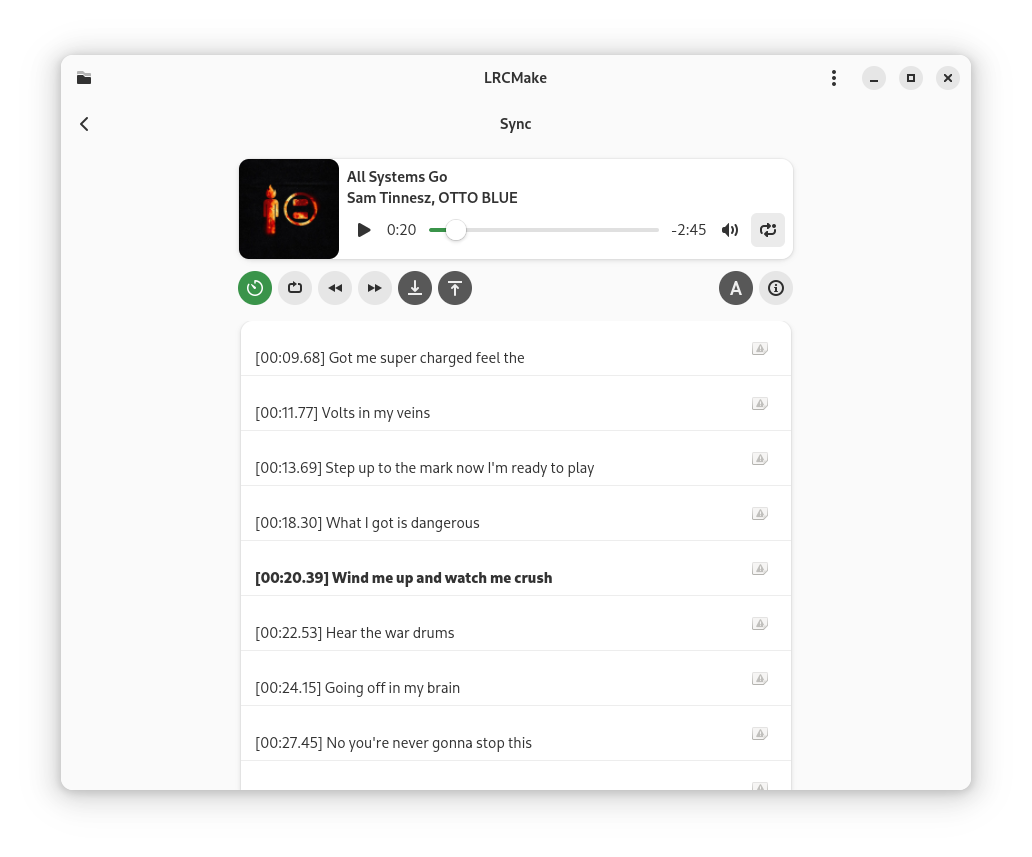 LRCMake
Sync
All Systems Go
Sam Tinnesz, OTTO BLUE
0:20
-2:45
A
[00:09.68] Got me super charged feel the
[00:11.77] Volts in my veins
[00:13.69] Step up to the mark now I'm ready to play
[00:18.30] What I got is dangerous
[00:20.39] Wind me up and watch me crush
[00:22.53] Hear the war drums
[00:24.15] Going off in my brain
[00:27.45] No you're never gonna stop this